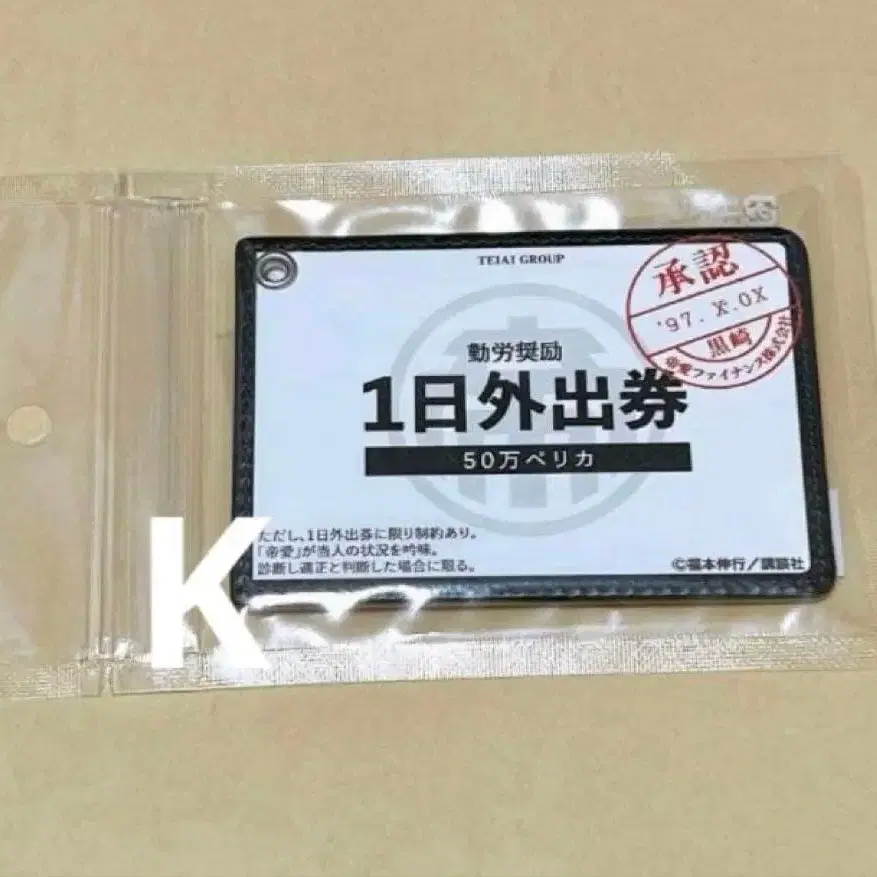 TEIAI GROUP
承認
'97.X.0X
黒崎
帝愛ファイナンス株式会社
勤労奨励
1日外出券
50万ペリカ
ただし、1日外出券に限り制約あり。
「帝愛」が当人の状況を吟味。
診断し適正と判断した場合に限る。
©福本伸行/講談社
K